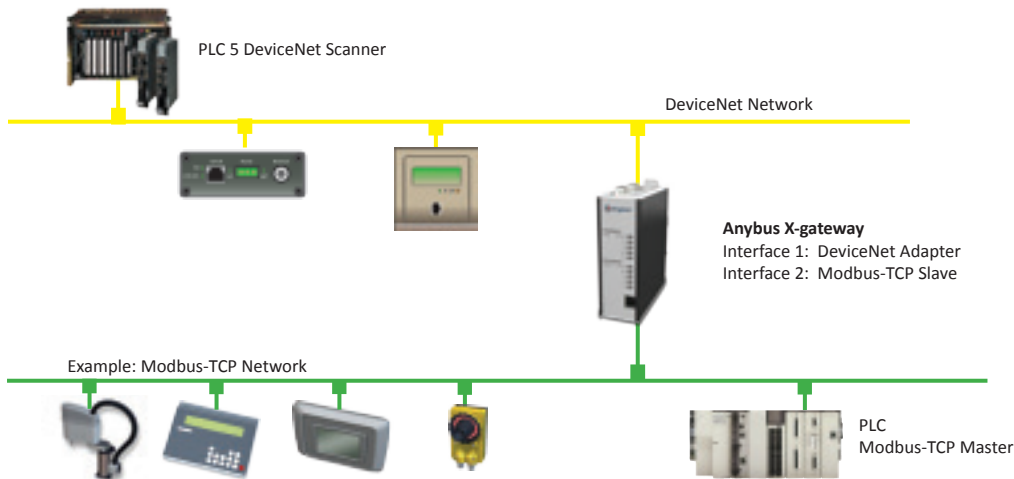 PLC 5 DeviceNet Scanner
DeviceNet Network
Anybus X-gateway
Interface 1: DeviceNet Adapter
Interface 2: Modbus-TCP Slave
Example: Modbus-TCP Network
PLC
Modbus-TCP Master